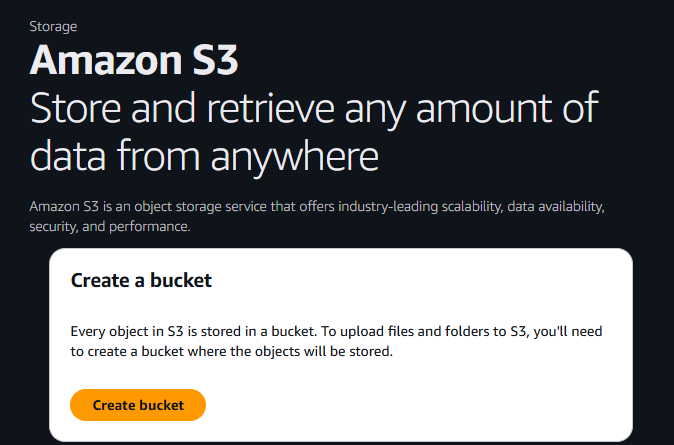 Storage
Amazon S3
Store and retrieve any amount of
data from anywhere
Amazon S3 is an object storage service that offers industry-leading scalability, data availability,
security, and performance.
Create a bucket
Every object in S3 is stored in a bucket. To upload files and folders to S3, you'll need
to create a bucket where the objects will be stored.
Create bucket